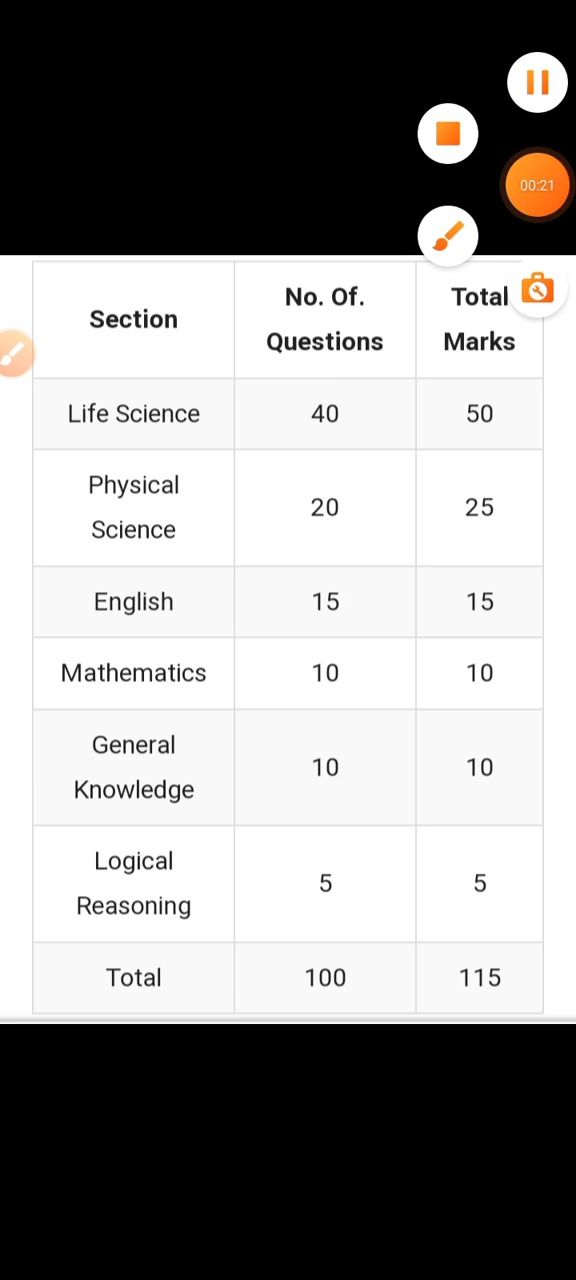 00:21
Section
No. Of.
Questions
Total
Marks
Life Science
40
50
Physical
Science
20
25
English
15
15
Mathematics
10
10
General
Knowledge
10
10
Logical
Reasoning
5
5
Total
100
115